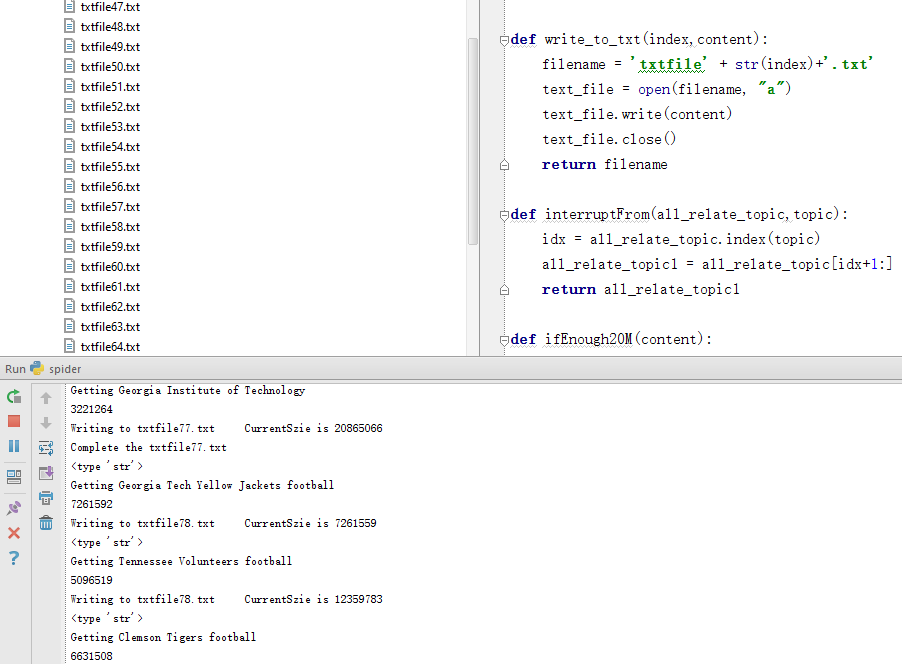 txtfile47.txt
txtfile48.txt
txtfile49.txt
txtfile50.txt
txtfile51.txt
txtfile52.txt
txtfile53.txt
txtfile54.txt
txtfile55.txt
txtfile56.txt
txtfile57.txt
txtfile58.txt
txtfile59.txt
txtfile60.txt
txtfile61.txt
txtfile62.txt
txtfile63.txt
txtfile64.txt
def write_to_txt(index,content):
filename = 'txtfile' + str(index)+'.txt'
text_file = open(filename, "a")
text_file.write(content)
text_file.close()
return filename
def interruptFrom(all_relate_topic,topic):
idx = all_relate_topic.index(topic)
all_relate_topic1 = all_relate_topic[idx+1:]
return all_relate_topic1
def ifEnough20M(content):
Run spider
Getting Georgia Institute of Technology
3221264
Writing to txtfile77.txt CurrentSzie is 20865066
Complete the txtfile77.txt
<type 'str'>
Getting Georgia Tech Yellow Jackets football
7261592
Writing to txtfile78.txt CurrentSzie is 7261559
<type 'str'>
Getting Tennessee Volunteers football
5096519
Writing to txtfile78.txt CurrentSzie is 12359783
<type 'str'>
Getting Clemson Tigers football
6631508